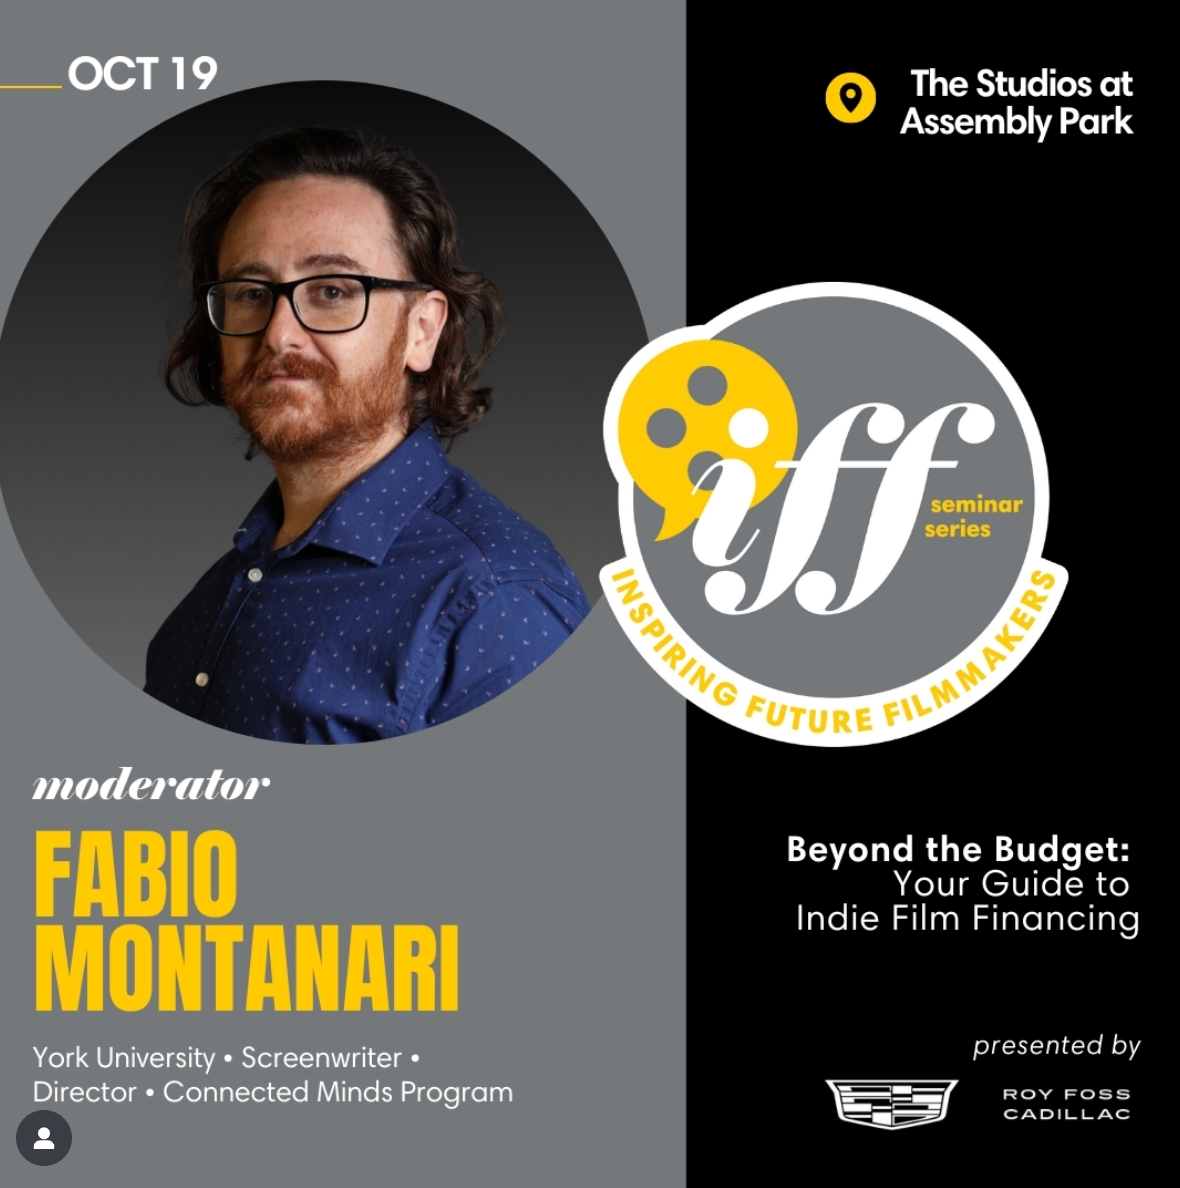 OCT 19
The Studios at
Assembly Park
iff
seminar
series
INSPIRING FUTURE FILMMAKERS
moderator
FABIO
MONTANARI
York University • Screenwriter •
Director • Connected Minds Program
Beyond the Budget:
Your Guide to
Indie Film Financing
presented by
ROY FOSS
CADILLAC